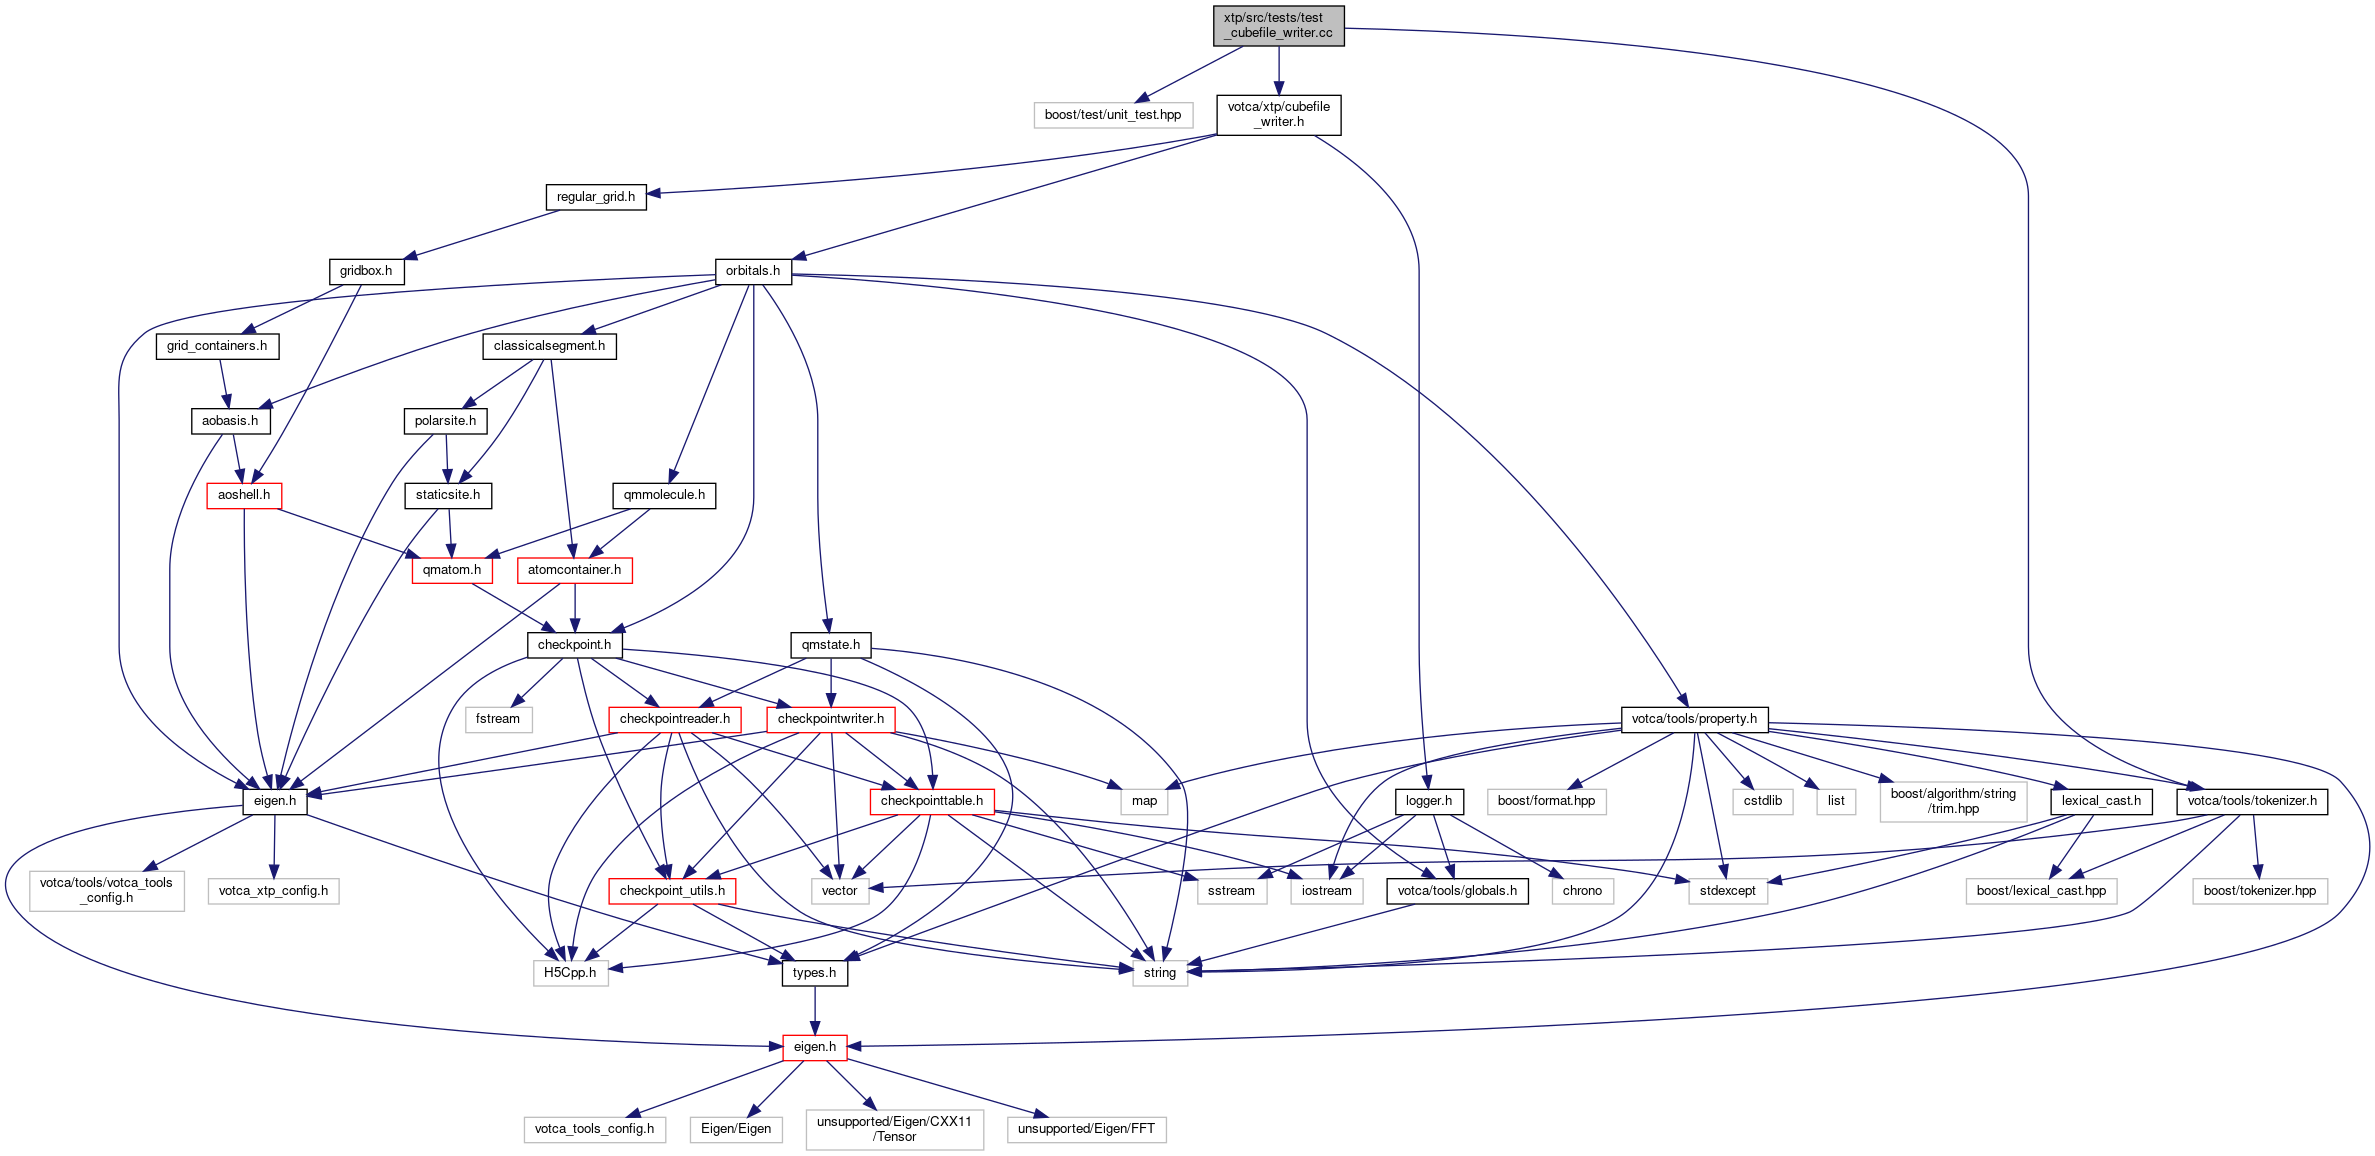 xtp/src/tests/test
_cubefile_writer.cc
boost/test/unit_test.hpp
votca/xtp/cubefile
_writer.h
regular_grid.h
gridbox.h
orbitals.h
grid_containers.h
classicalsegment.h
aobasis.h
polarsite.h
aoshell.h
staticsite.h
qmmolecule.h
qmatom.h
atomcontainer.h
checkpoint.h
qmstate.h
fstream
checkpointreader.h
checkpointwriter.h
votca/tools/property.h
eigen.h
checkpointtable.h
map
logger.h
boost/format.hpp
cstdlib
list
boost/algorithm/string
/trim.hpp
lexical_cast.h
votca/tools/tokenizer.h
votca/tools/votca_tools
_config.h
votca_xtp_config.h
checkpoint_utils.h
vector
sstream
iostream
votca/tools/globals.h
chrono
stdexcept
boost/lexical_cast.hpp
boost/tokenizer.hpp
H5Cpp.h
types.h
string
eigen.h
votca_tools_config.h
Eigen/Eigen
unsupported/Eigen/CXX11
/Tensor
unsupported/Eigen/FFT